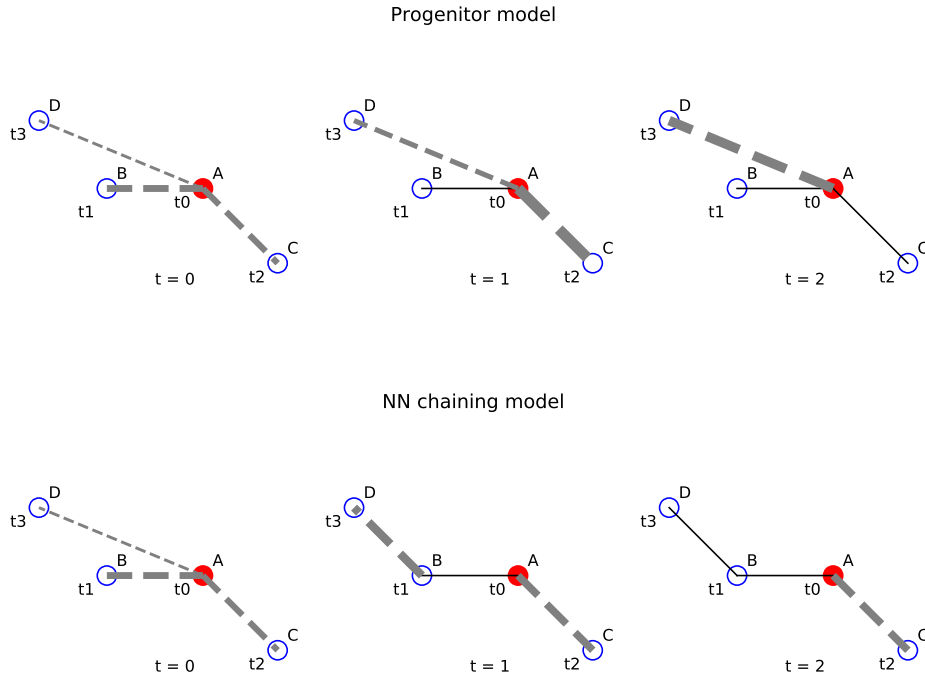 Progenitor model
D D D
t3 t3 t3
B A B A B A
t1 t0 t1 t0 t1 t0
C C C
t2 t2 t2
t = 0 t = 1 t = 2
NN chaining model
D D D
t3 t3 t3
B A B A B A
t1 t0 t1 t0 t1 t0
C C C
t2 t2 t2
t = 0 t = 1 t = 2